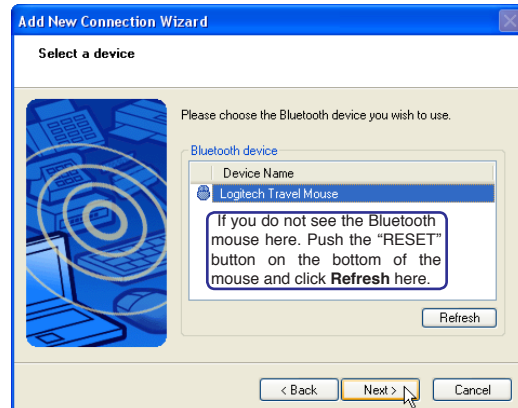 Add New Connection Wizard
Select a device
Please choose the Bluetooth device you wish to use.
Bluetooth device
Device Name
Logitech Travel Mouse
If you do not see the Bluetooth
mouse here. Push the “RESET”
button on the bottom of the
mouse and click Refresh here.
Refresh
< Back Next > Cancel